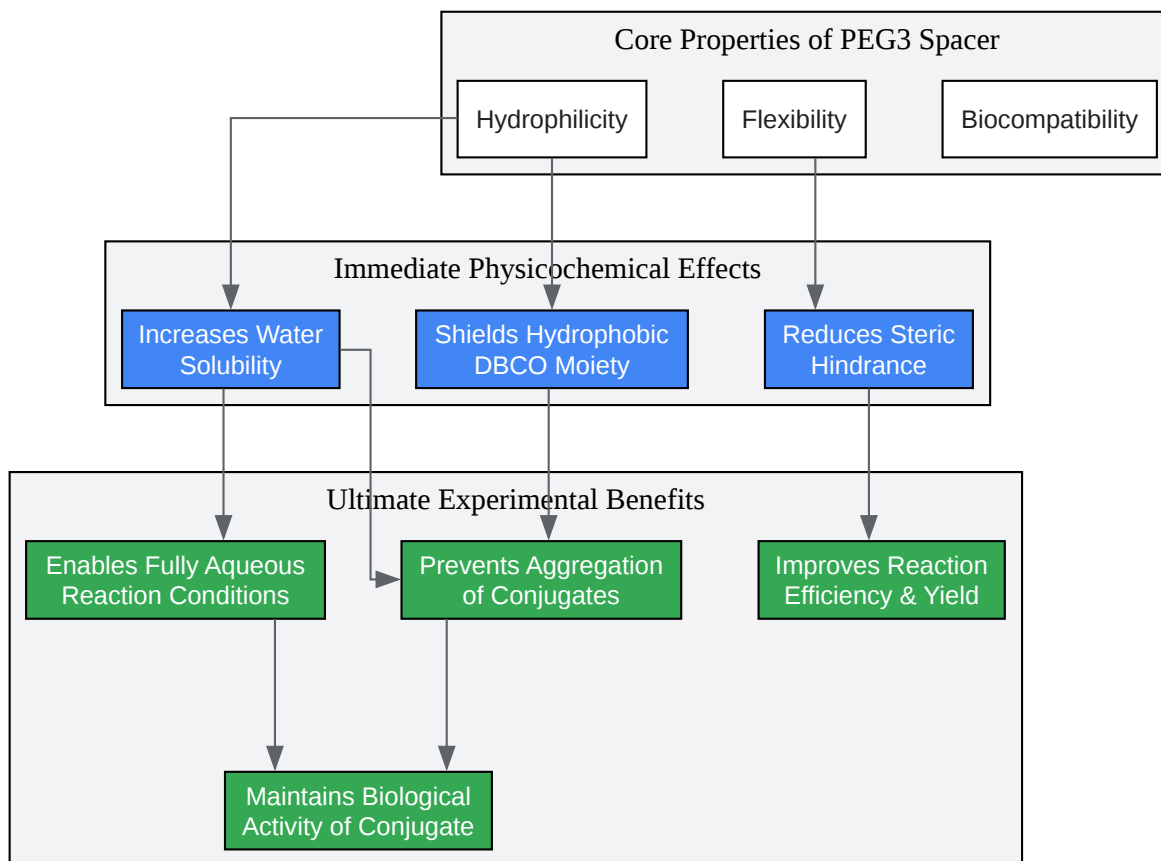 Core Properties of PEG3 Spacer
Hydrophilicity
Flexibility
Biocompatibility
Immediate Physicochemical Effects
Increases Water
Solubility
Shields Hydrophobic
DBCO Moiety
Reduces Steric
Hindrance
Ultimate Experimental Benefits
Enables Fully Aqueous
Reaction Conditions
Prevents Aggregation
of Conjugates
Improves Reaction
Efficiency & Yield
Maintains Biological
Activity of Conjugate